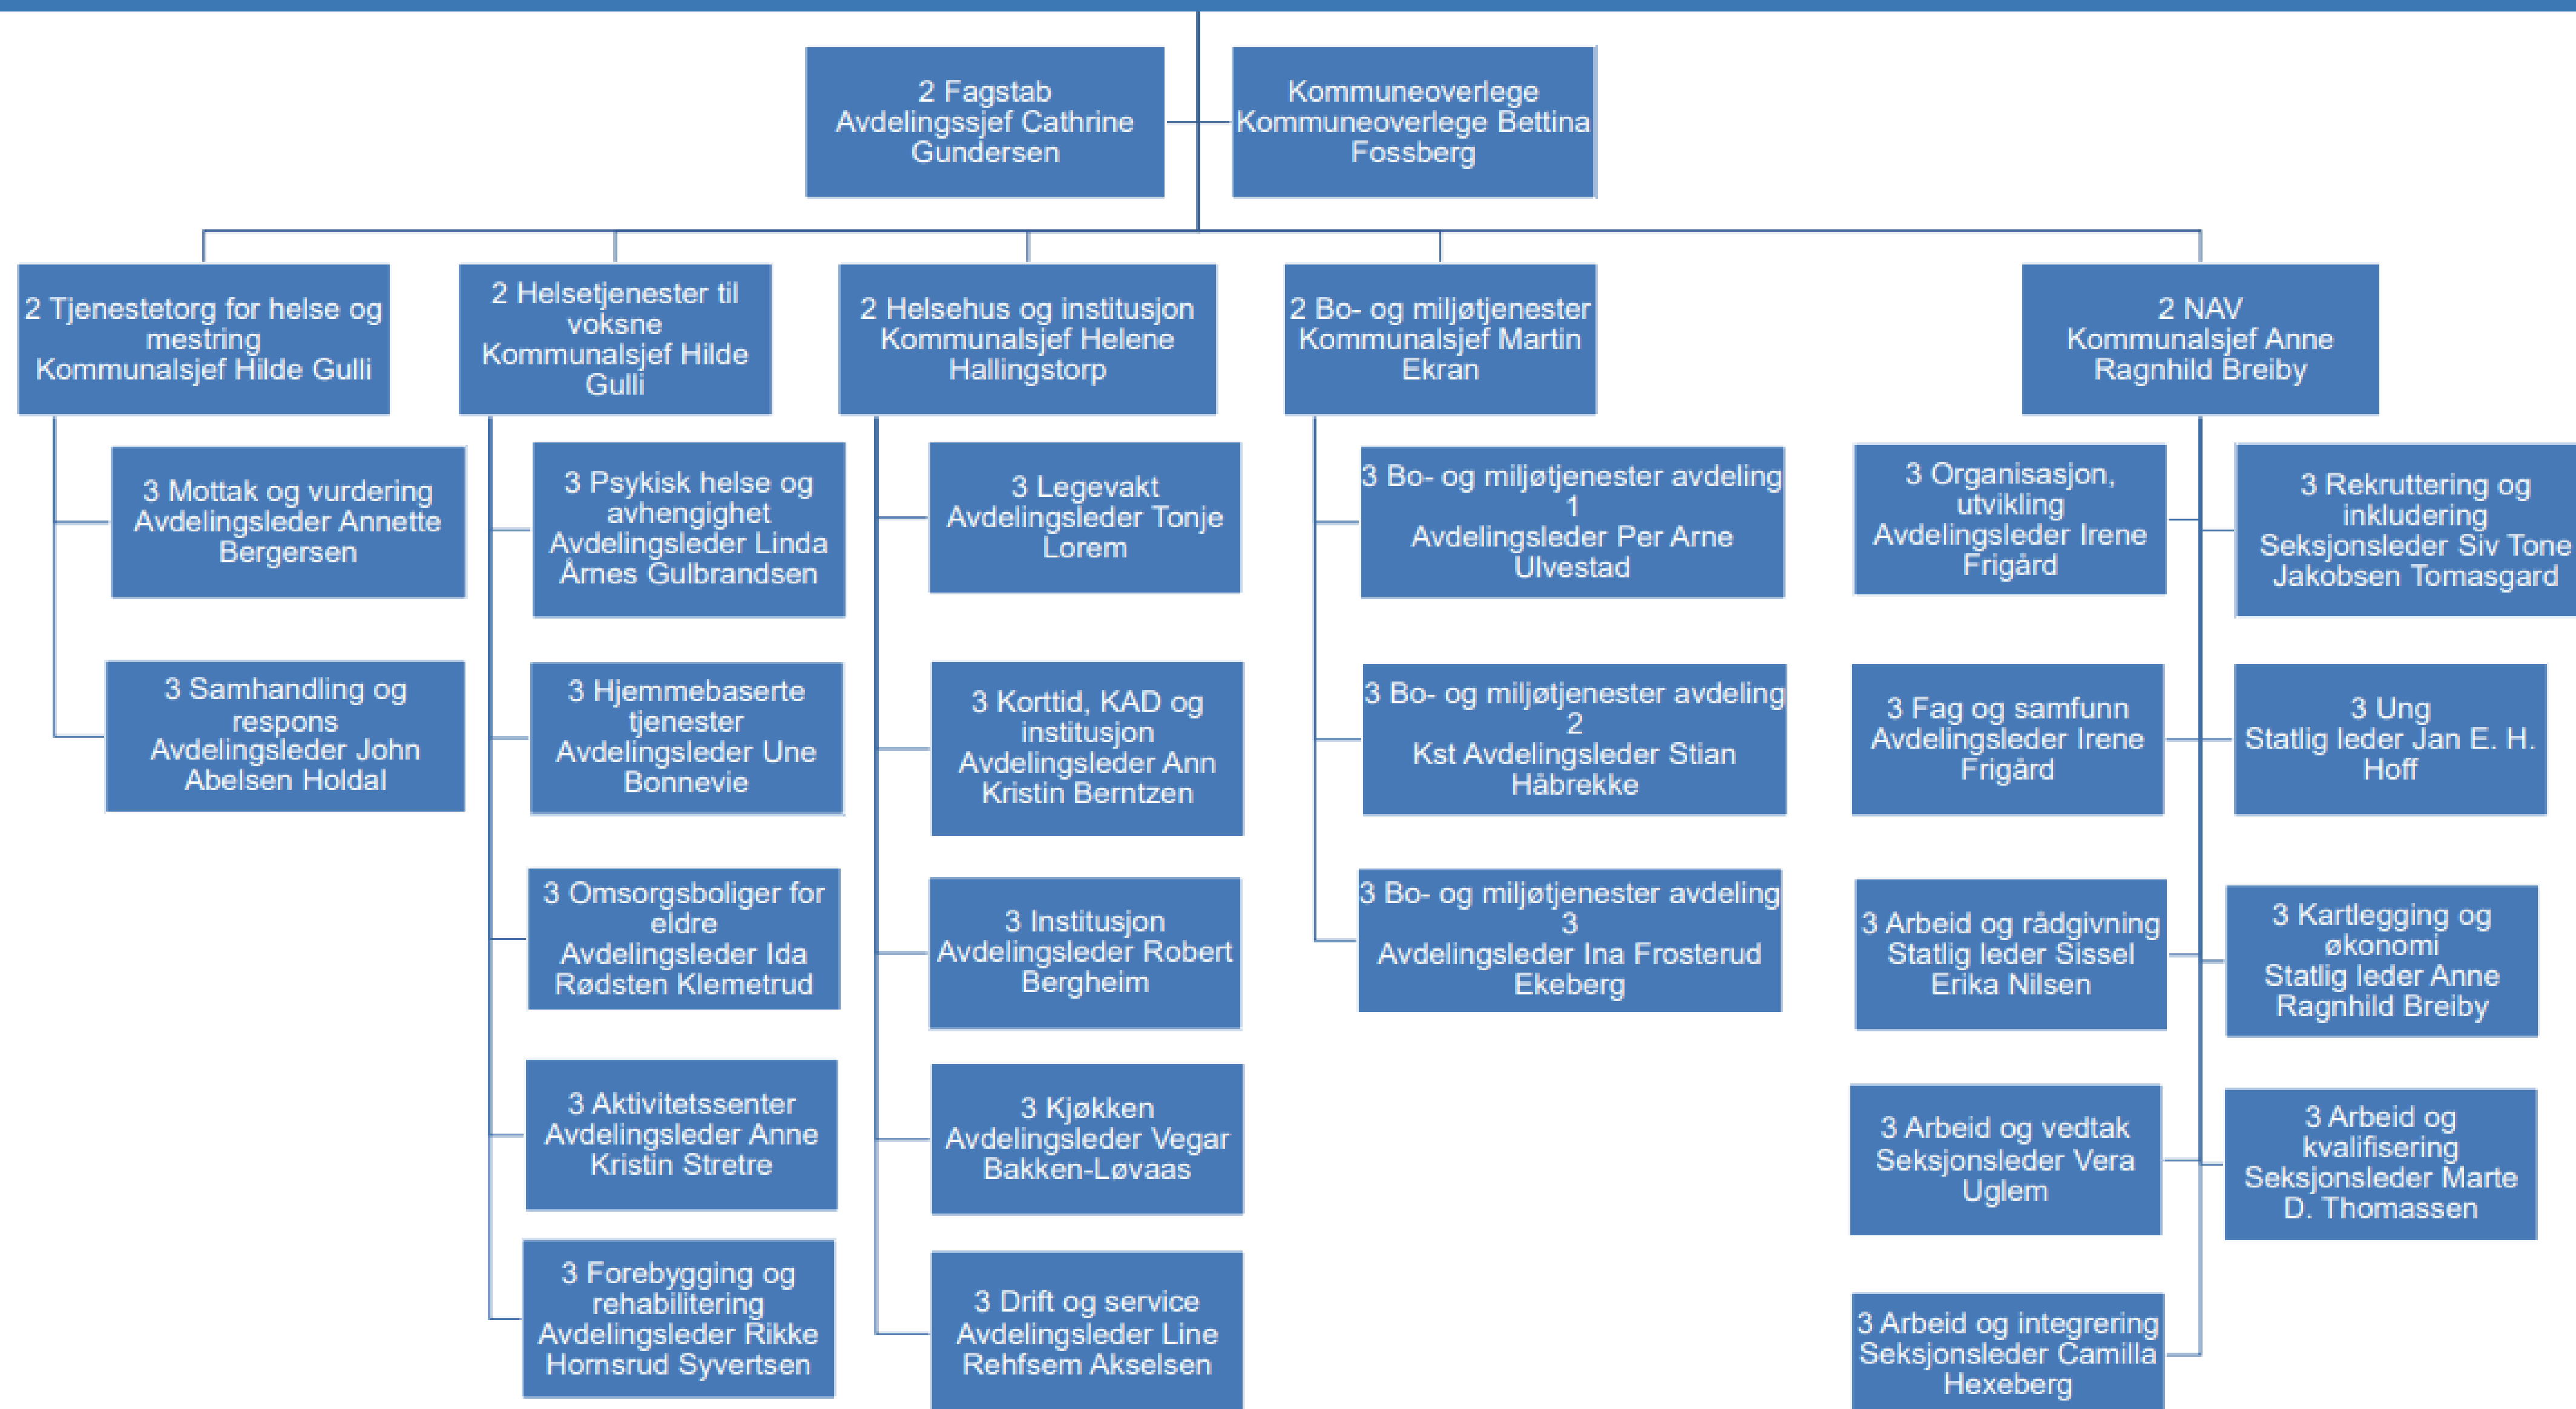 2 Fagstab
Avdelingssjef Cathrine
Gundersen
Kommuneoverlege
Kommuneoverlege Bettina
Fossberg
2 Tjenestetorg for helse og
mestring
Kommunalsjef Hilde Gulli
2 Helsetjenester til
voksne
Kommunalsjef Hilde
Gulli
2 Helsehus og institusjon
Kommunalsjef Helene
Hallingstorp
2 Bo- og miljøtjenester
Kommunalsjef Martin
Ekran
2 NAV
Kommunalsjef Anne
Ragnhild Breiby
3 Mottak og vurdering
Avdelingsleder Annette
Bergersen
3 Samhandling og
respons
Avdelingsleder John
Abelsen Holdal
3 Psykisk helse og
avhengighet
Avdelingsleder Linda
Årnes Gulbrandsen
3 Hjemmebaserte
tjenester
Avdelingsleder Une
Bonnevie
3 Omsorgsboliger for
eldre
Avdelingsleder Ida
Rødsten Klemetrud
3 Aktivitetssenter
Avdelingsleder Anne
Kristin Stretre
3 Forebygging og
rehabilitering
Avdelingsleder Rikke
Hornsrud Syvertsen
3 Legevakt
Avdelingsleder Tonje
Lorem
3 Korttid, KAD og
institusjon
Avdelingsleder Ann
Kristin Berntzen
3 Institusjon
Avdelingsleder Robert
Bergheim
3 Kjøkken
Avdelingsleder Vegar
Bakken-Løvaas
3 Drift og service
Avdelingsleder Line
Rehfsem Akselsen
3 Bo- og miljøtjenester avdeling
1
Avdelingsleder Per Arne
Ulvestad
3 Bo- og miljøtjenester avdeling
2
Kst Avdelingsleder Stian
Håbrekke
3 Bo- og miljøtjenester avdeling
3
Avdelingsleder Ina Frosterud
Ekeberg
3 Organisasjon,
utvikling
Avdelingsleder Irene
Frigård
3 Fag og samfunn
Avdelingsleder Irene
Frigård
3 Arbeid og rådgivning
Statlig leder Sissel
Erika Nilsen
3 Arbeid og vedtak
Seksjonsleder Vera
Uglem
3 Arbeid og integrering
Seksjonsleder Camilla
Hexeberg
3 Rekruttering og
inkludering
Seksjonsleder Siv Tone
Jakobsen Tomasgard
3 Ung
Statlig leder Jan E. H.
Hoff
3 Kartlegging og
økonomi
Statlig leder Anne
Ragnhild Breiby
3 Arbeid og
kvalifisering
Seksjonsleder Marte
D. Thomassen